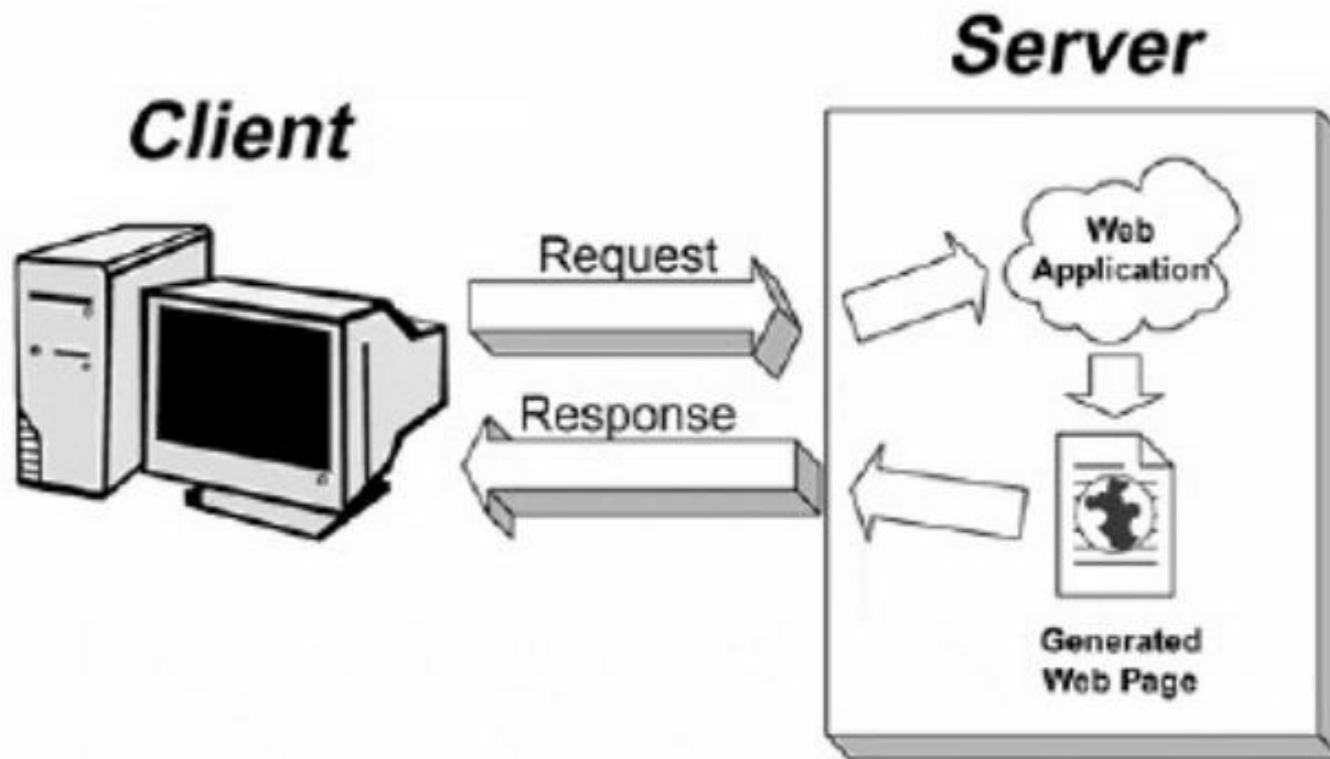 Server
Client
Request
Response
Web
Application
Generated
Web Page